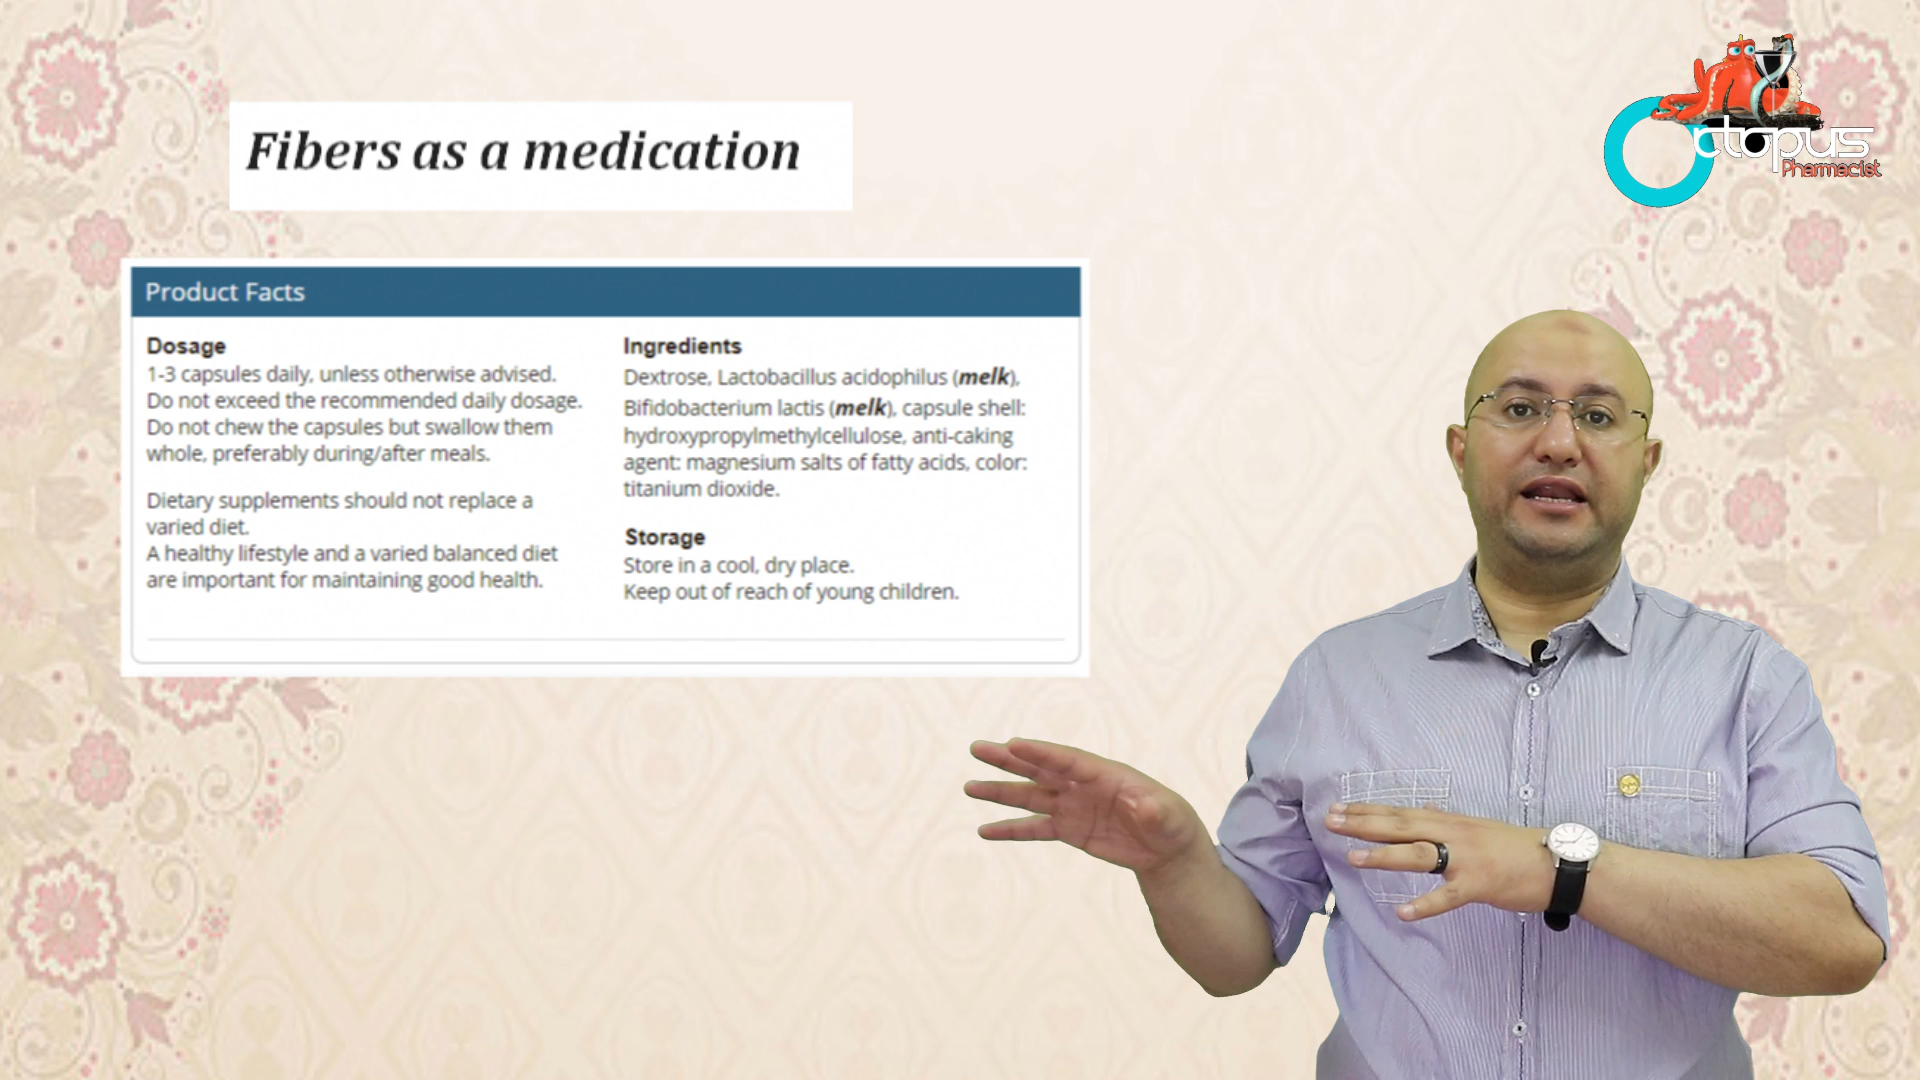 Fibers as a medication
Octopus
Pharmacist
Product Facts
Dosage
1-3 capsules daily, unless otherwise advised.
Do not exceed the recommended daily dosage.
Do not chew the capsules but swallow them
whole, preferably during/after meals.
Dietary supplements should not replace a
varied diet.
A healthy lifestyle and a varied balanced diet
are important for maintaining good health.
Ingredients
Dextrose, Lactobacillus acidophilus (melk),
Bifidobacterium lactis (melk), capsule shell:
hydroxypropylmethylcellulose, anti-caking
agent: magnesium salts of fatty acids, color:
titanium dioxide.
Storage
Store in a cool, dry place.
Keep out of reach of young children.